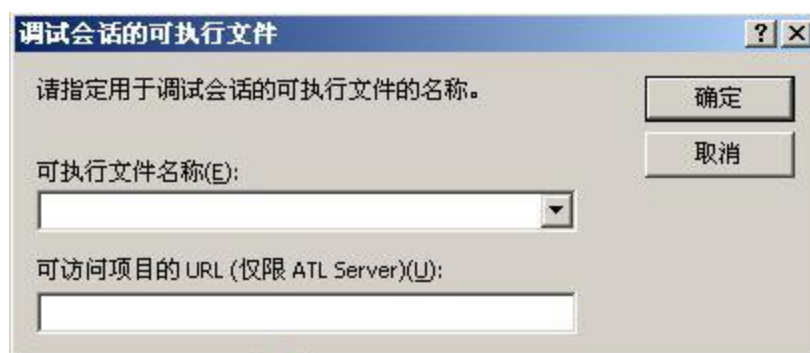 调试会话的可执行文件
请指定用于调试会话的可执行文件的名称。
确定
取消
可执行文件名称(E):
可访问项目的 URL (仅限 ATL Server)(U):